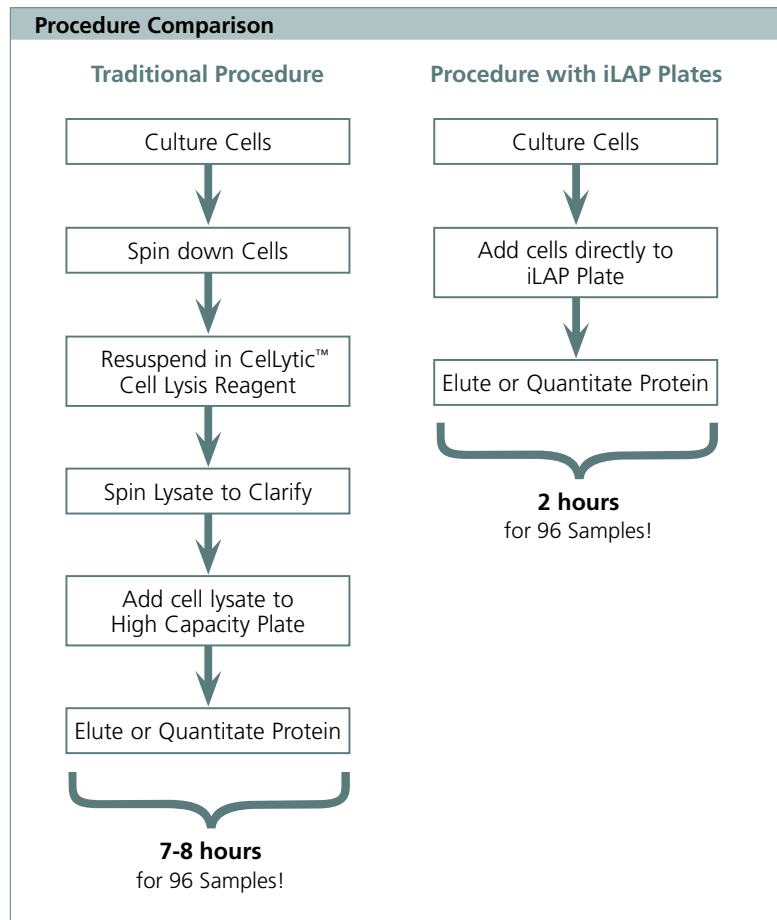 Procedure Comparison
Traditional Procedure
Culture Cells
Spin down Cells
Resuspend in CelLytic™
Cell Lysis Reagent
Spin Lysate to Clarify
Add cell lysate to
High Capacity Plate
Elute or Quantitate Protein
7-8 hours
for 96 Samples!
Procedure with iLAP Plates
Culture Cells
Add cells directly to
iLAP Plate
Elute or Quantitate Protein
2 hours
for 96 Samples!